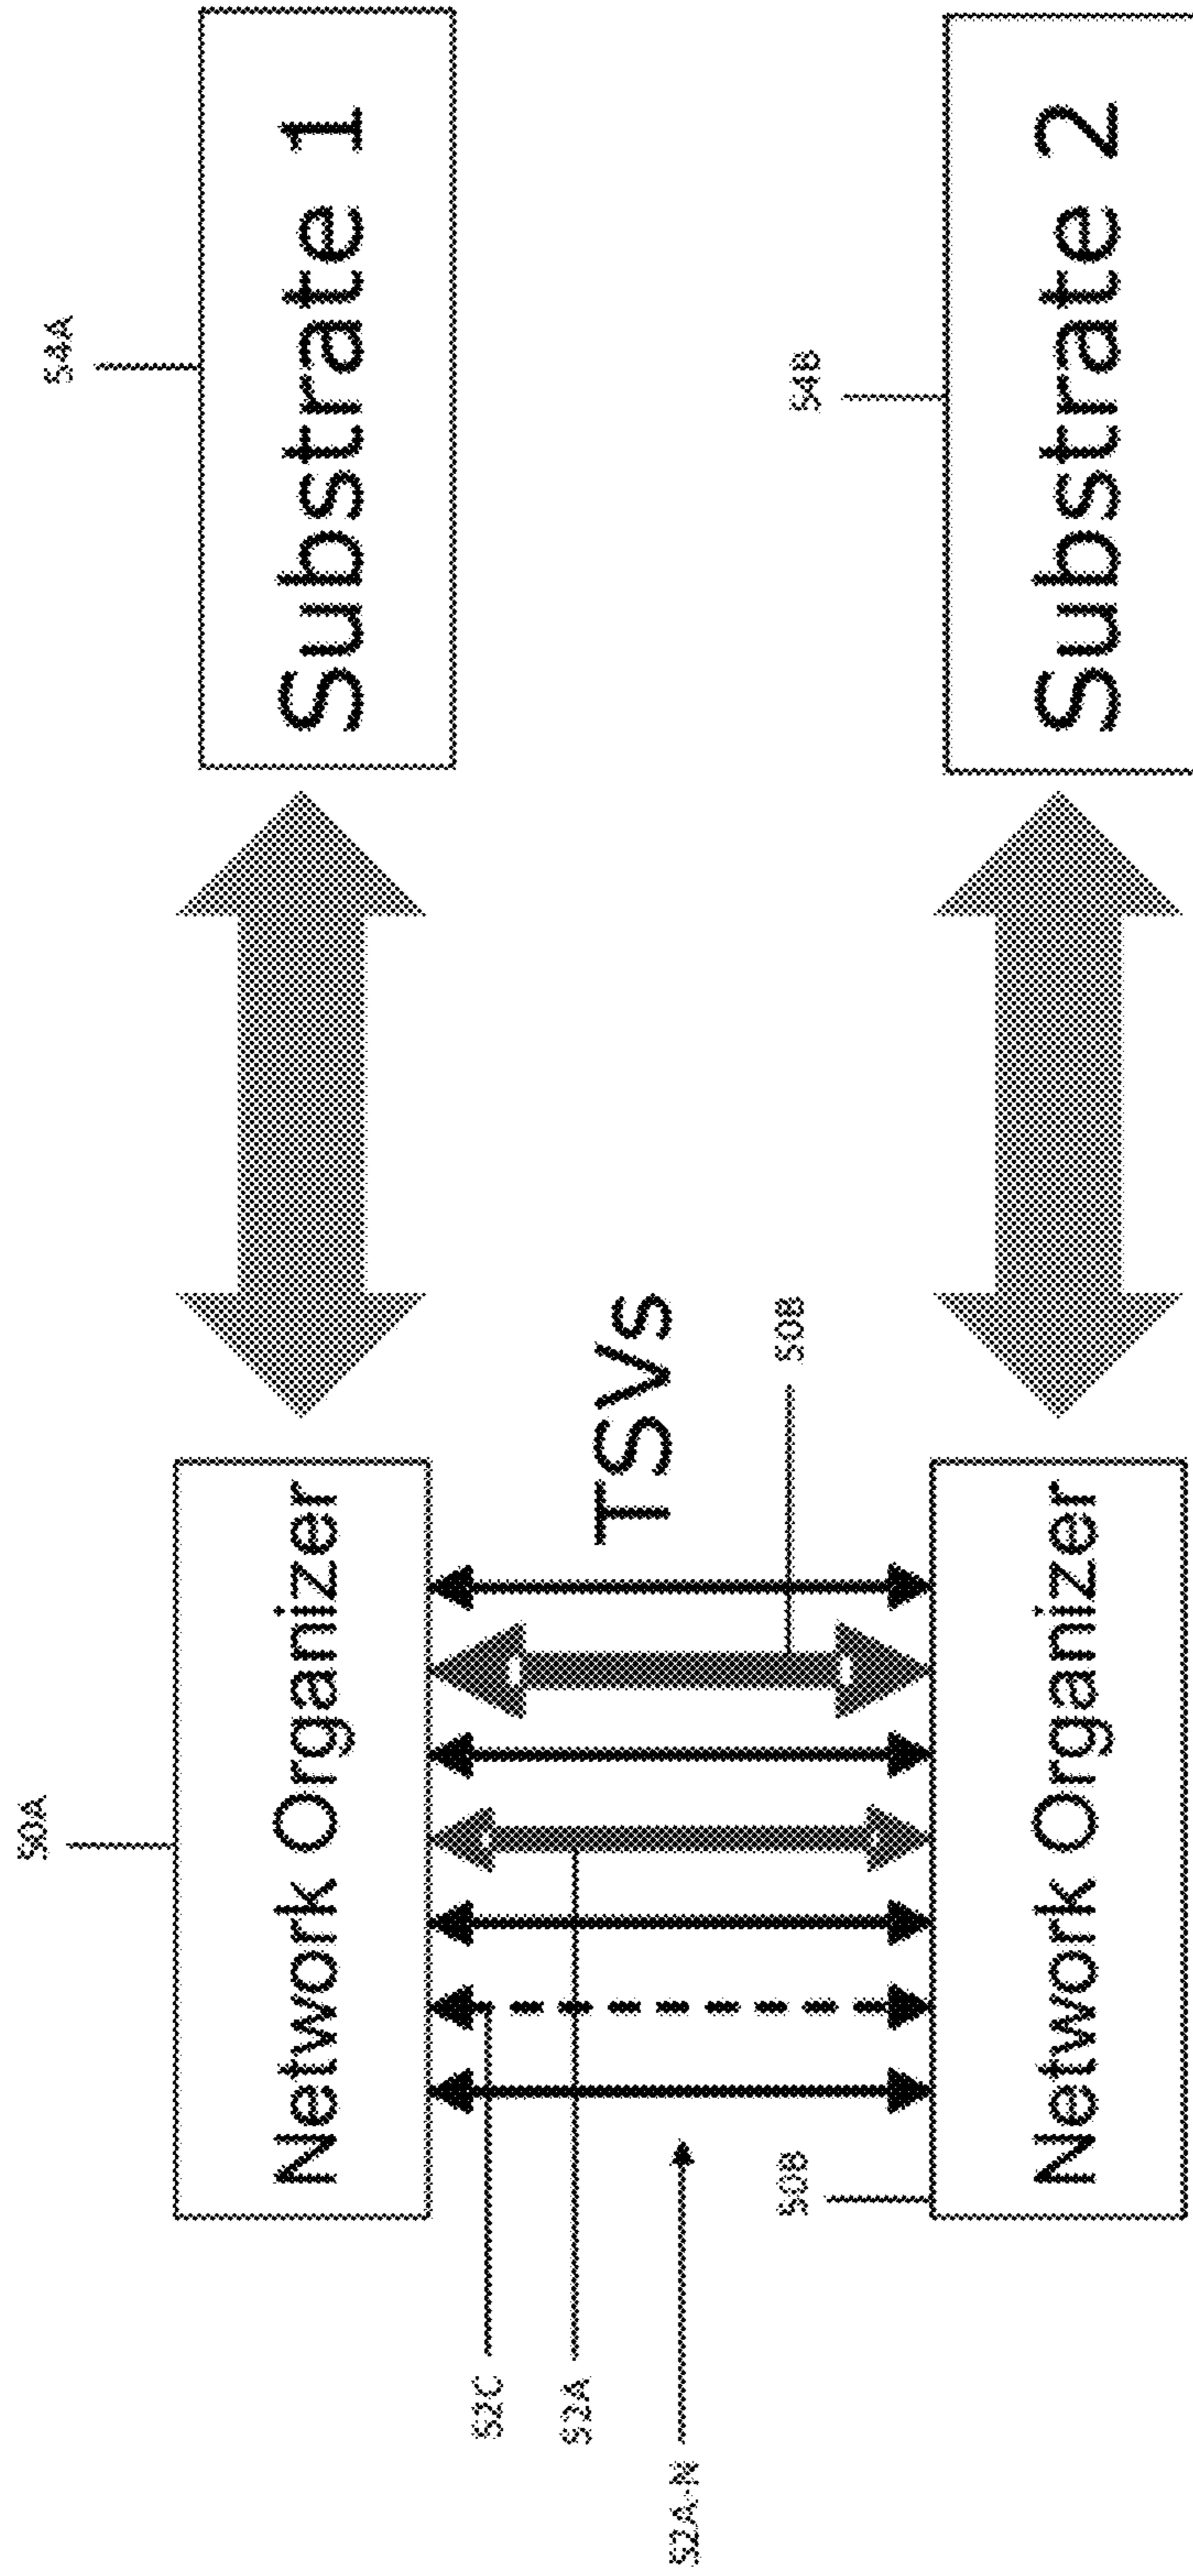 50A
54A
Network Organizer
Substrate 1
52C
52A
TSVs
52A-N
50B
50B
54B
Network Organizer
Substrate 2